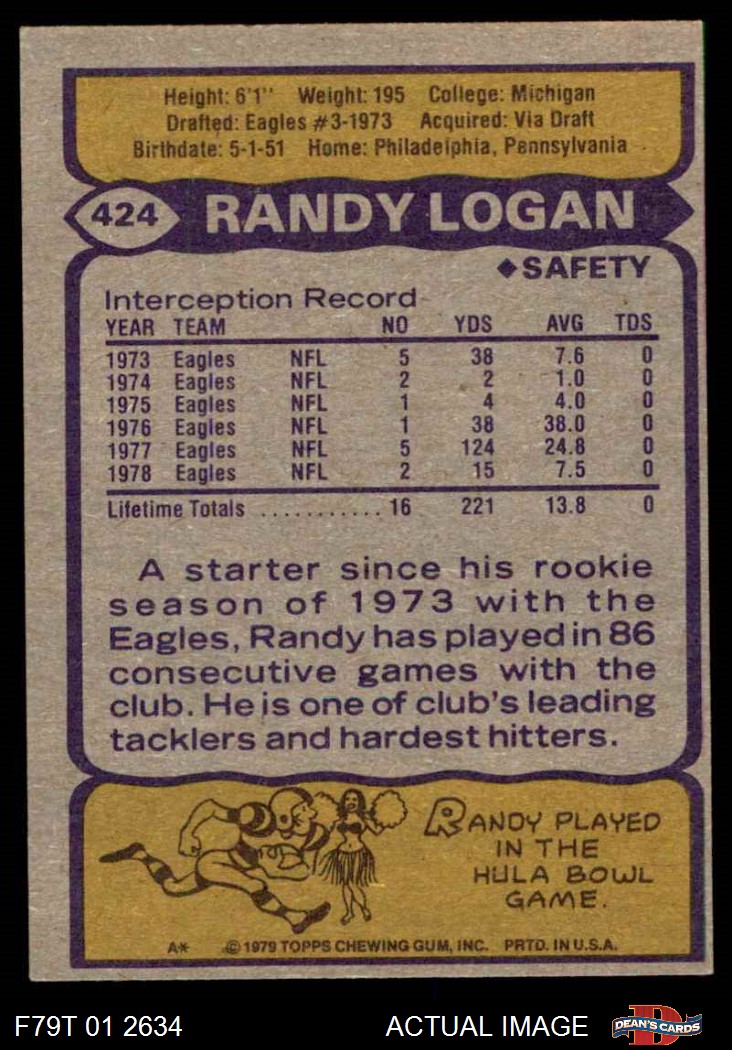 Height: 6'1" Weight: 195 College: Michigan
Drafted: Eagles #3-1973 Acquired: Via Draft
Birthdate: 5-1-51 Home: Philadelphia, Pennsylvania
424 RANDY LOGAN
◆SAFETY
Interception Record
YEAR TEAM NO YDS AVG TDS
1973 Eagles NFL 5 38 7.6 0
1974 Eagles NFL 2 2 1.0 0
1975 Eagles NFL 1 4 4.0 0
1976 Eagles NFL 1 38 38.0 0
1977 Eagles NFL 5 124 24.8 0
1978 Eagles NFL 2 15 7.5 0
Lifetime Totals ........... 16 221 13.8 0
A starter since his rookie
season of 1973 with the
Eagles, Randy has played in 86
consecutive games with the
club. He is one of club's leading
tacklers and hardest hitters.
RANDY PLAYED
IN THE
HULA BOWL
GAME.
A* © 1979 TOPPS CHEWING GUM, INC. PRTD. IN U.S.A.
F79T 01 2634 ACTUAL IMAGE D DEAN'S CARDS